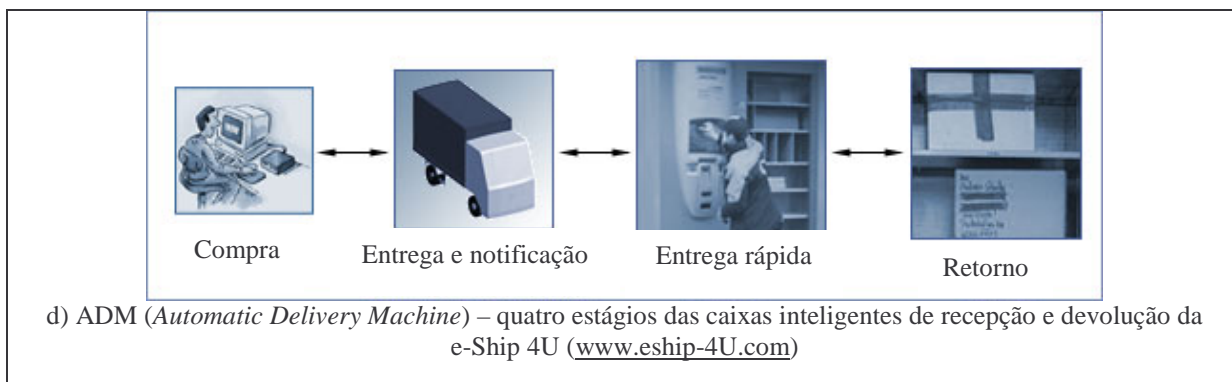 Compra
Entrega e notificação
Entrega rápida
Retorno
d) ADM (Automatic Delivery Machine) – quatro estágios das caixas inteligentes de recepção e devolução da
e-Ship 4U (www.eship-4U.com)